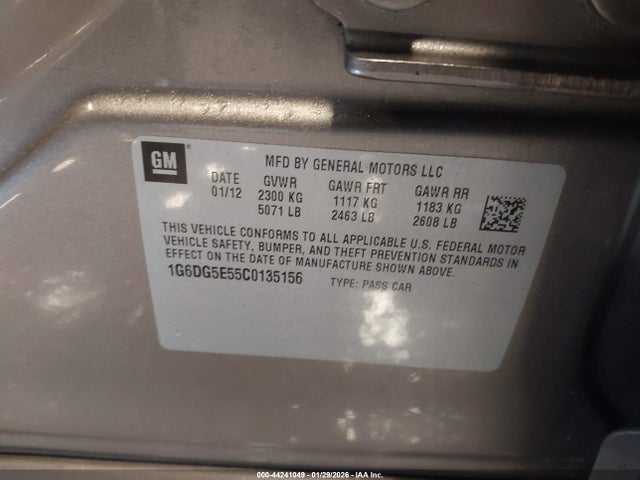 GM
MFD BY GENERAL MOTORS LLC
DATE GVWR GAWR FRT GAWR RR
01/12 2300 KG 1117 KG 1183 KG
5071 LB 2463 LB 2608 LB
THIS VEHICLE CONFORMS TO ALL APPLICABLE U.S. FEDERAL MOTOR
VEHICLE SAFETY, BUMPER, AND THEFT PREVENTION STANDARDS IN
EFFECT ON THE DATE OF MANUFACTURE SHOWN ABOVE.
1G6DG5E55C0135156 TYPE: PASS CAR
000-44241049 - 01/29/2026 - IAA Inc.